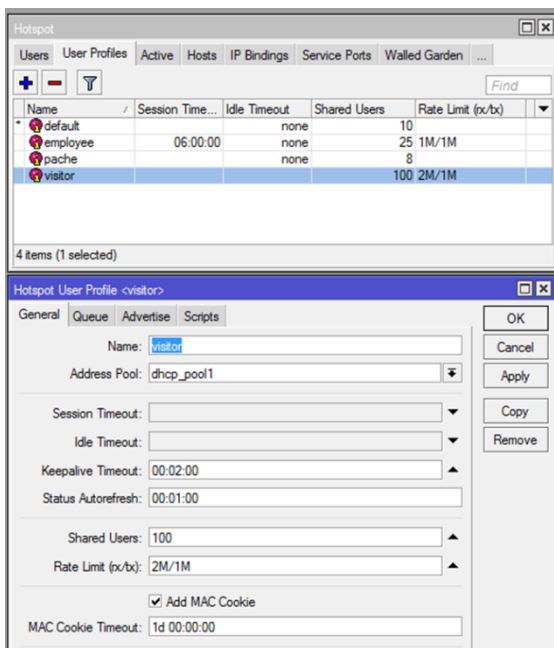 Hotspot
Users User Profiles Active Hosts IP Bindings Service Ports Walled Garden ...
Find
Name / Session Time... Idle Timeout Shared Users Rate Limit (rx/tx)
* default none 10
employee 06:00:00 none 25 1M/1M
pache none 8
visitor 100 2M/1M
4 items (1 selected)
Hotspot User Profile <visitor>
General Queue Advertise Scripts
OK
Name: visitor
Cancel
Address Pool: dhcp_pool1
Apply
Session Timeout:
Copy
Idle Timeout:
Remove
Keepalive Timeout: 00:02:00
Status Autorefresh: 00:01:00
Shared Users: 100
Rate Limit (rx/tx): 2M/1M
Add MAC Cookie
MAC Cookie Timeout: 1d 00:00:00